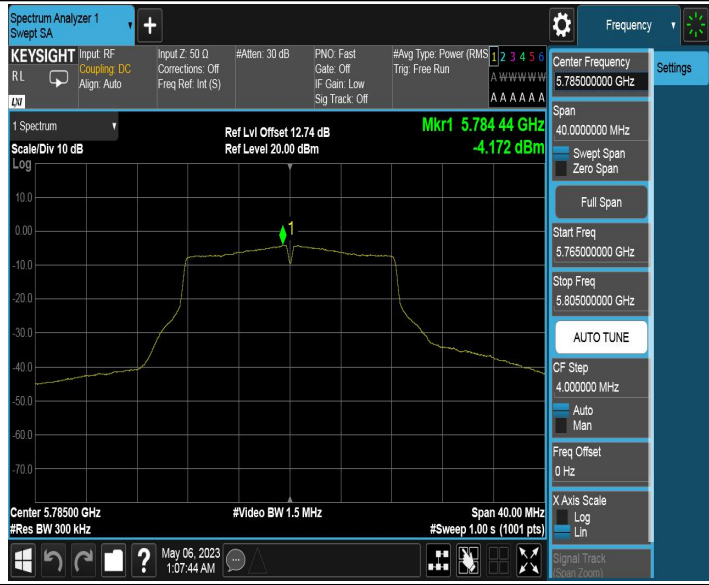 Spectrum Analyzer 1
Swept SA
+
Frequency
KEYSIGHT
RL
LXI
Input: RF
Coupling: DC
Align: Auto
Input Z: 50 Ω
Corrections: Off
Freq Ref: Int (S)
#Atten: 30 dB
PNO: Fast
Gate: Off
IF Gain: Low
Sig Track: Off
#Avg Type: Power (RMS
Trig: Free Run
1 2 3 4 5 6
A W W W W W
A A A A A A
1 Spectrum
Scale/Div 10 dB
Log
Ref Lvl Offset 12.74 dB
Ref Level 20.00 dBm
Mkr1 5.784 44 GHz
-4.172 dBm
10.0
0.00
1
-10.0
-20.0
-30.0
-40.0
-50.0
-60.0
-70.0
Center 5.78500 GHz
#Res BW 300 kHz
#Video BW 1.5 MHz
Span 40.00 MHz
#Sweep 1.00 s (1001 pts)
?
May 06, 2023
1:07:44 AM
Center Frequency
5.785000000 GHz
Settings
Span
40.0000000 MHz
Swept Span
Zero Span
Full Span
Start Freq
5.765000000 GHz
Stop Freq
5.805000000 GHz
AUTO TUNE
CF Step
4.000000 MHz
Auto
Man
Freq Offset
0 Hz
X Axis Scale
Log
Lin
Signal Track
(Span Zoom)